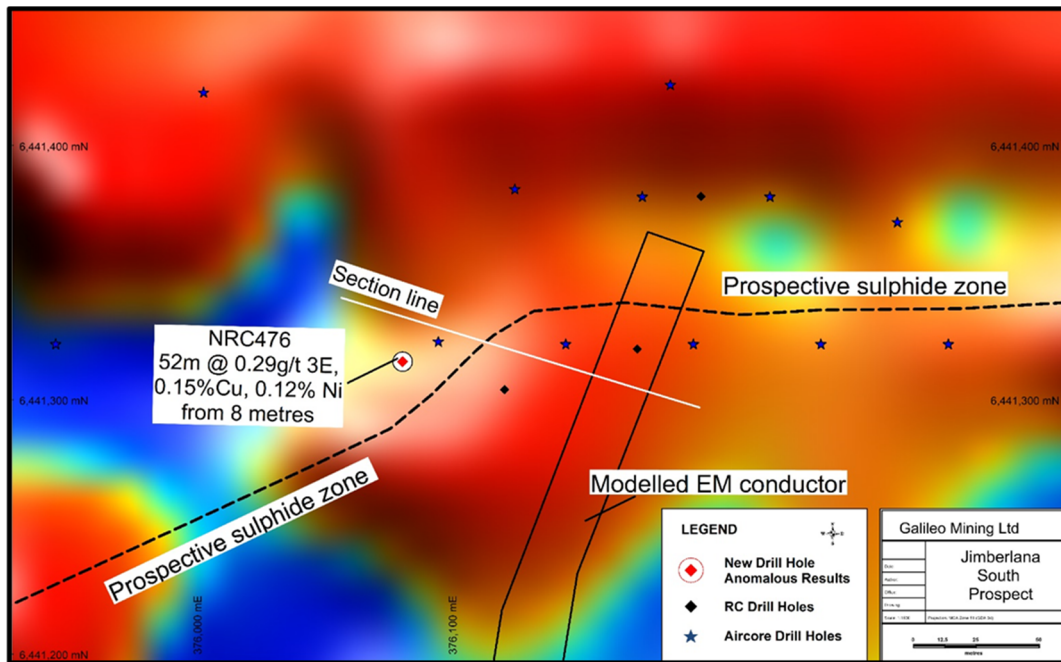 6,441,400 mN
6,441,400 mN
Section line
Prospective sulphide zone
NRC476
52m @ 0.29g/t 3E,
0.15%Cu, 0.12% Ni
from 8 metres
6,441,300 mN
6,441,300 mN
Modelled EM conductor
Prospective sulphide zone
376,000 mE
376,100 mE
6,441,200 mN
LEGEND
New Drill Hole
Anomalous Results
RC Drill Holes
Aircore Drill Holes
Galileo Mining Ltd
Jimberlana
South
Prospect
0 12.5 25 50
metres